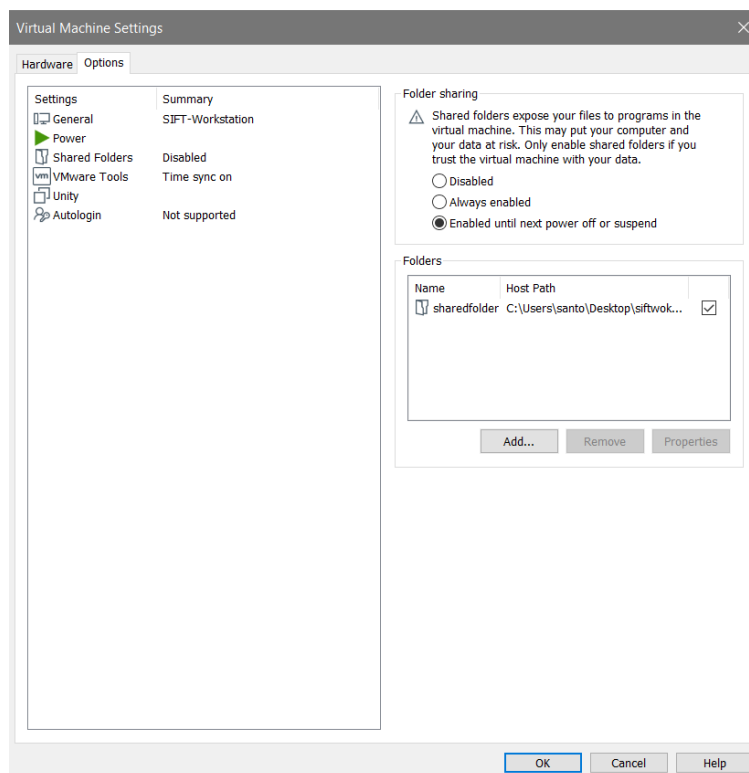 Virtual Machine Settings
Hardware Options
Settings Summary
General SIFT-Workstation
Power
Shared Folders Disabled
vm VMware Tools Time sync on
Unity
Autologin Not supported
Folder sharing
Shared folders expose your files to programs in the
virtual machine. This may put your computer and
your data at risk. Only enable shared folders if you
trust the virtual machine with your data.
Disabled
Always enabled
Enabled until next power off or suspend
Folders
Name Host Path
sharedfolder C:\Users\santo\Desktop\siftwok...
Add... Remove Properties
OK Cancel Help